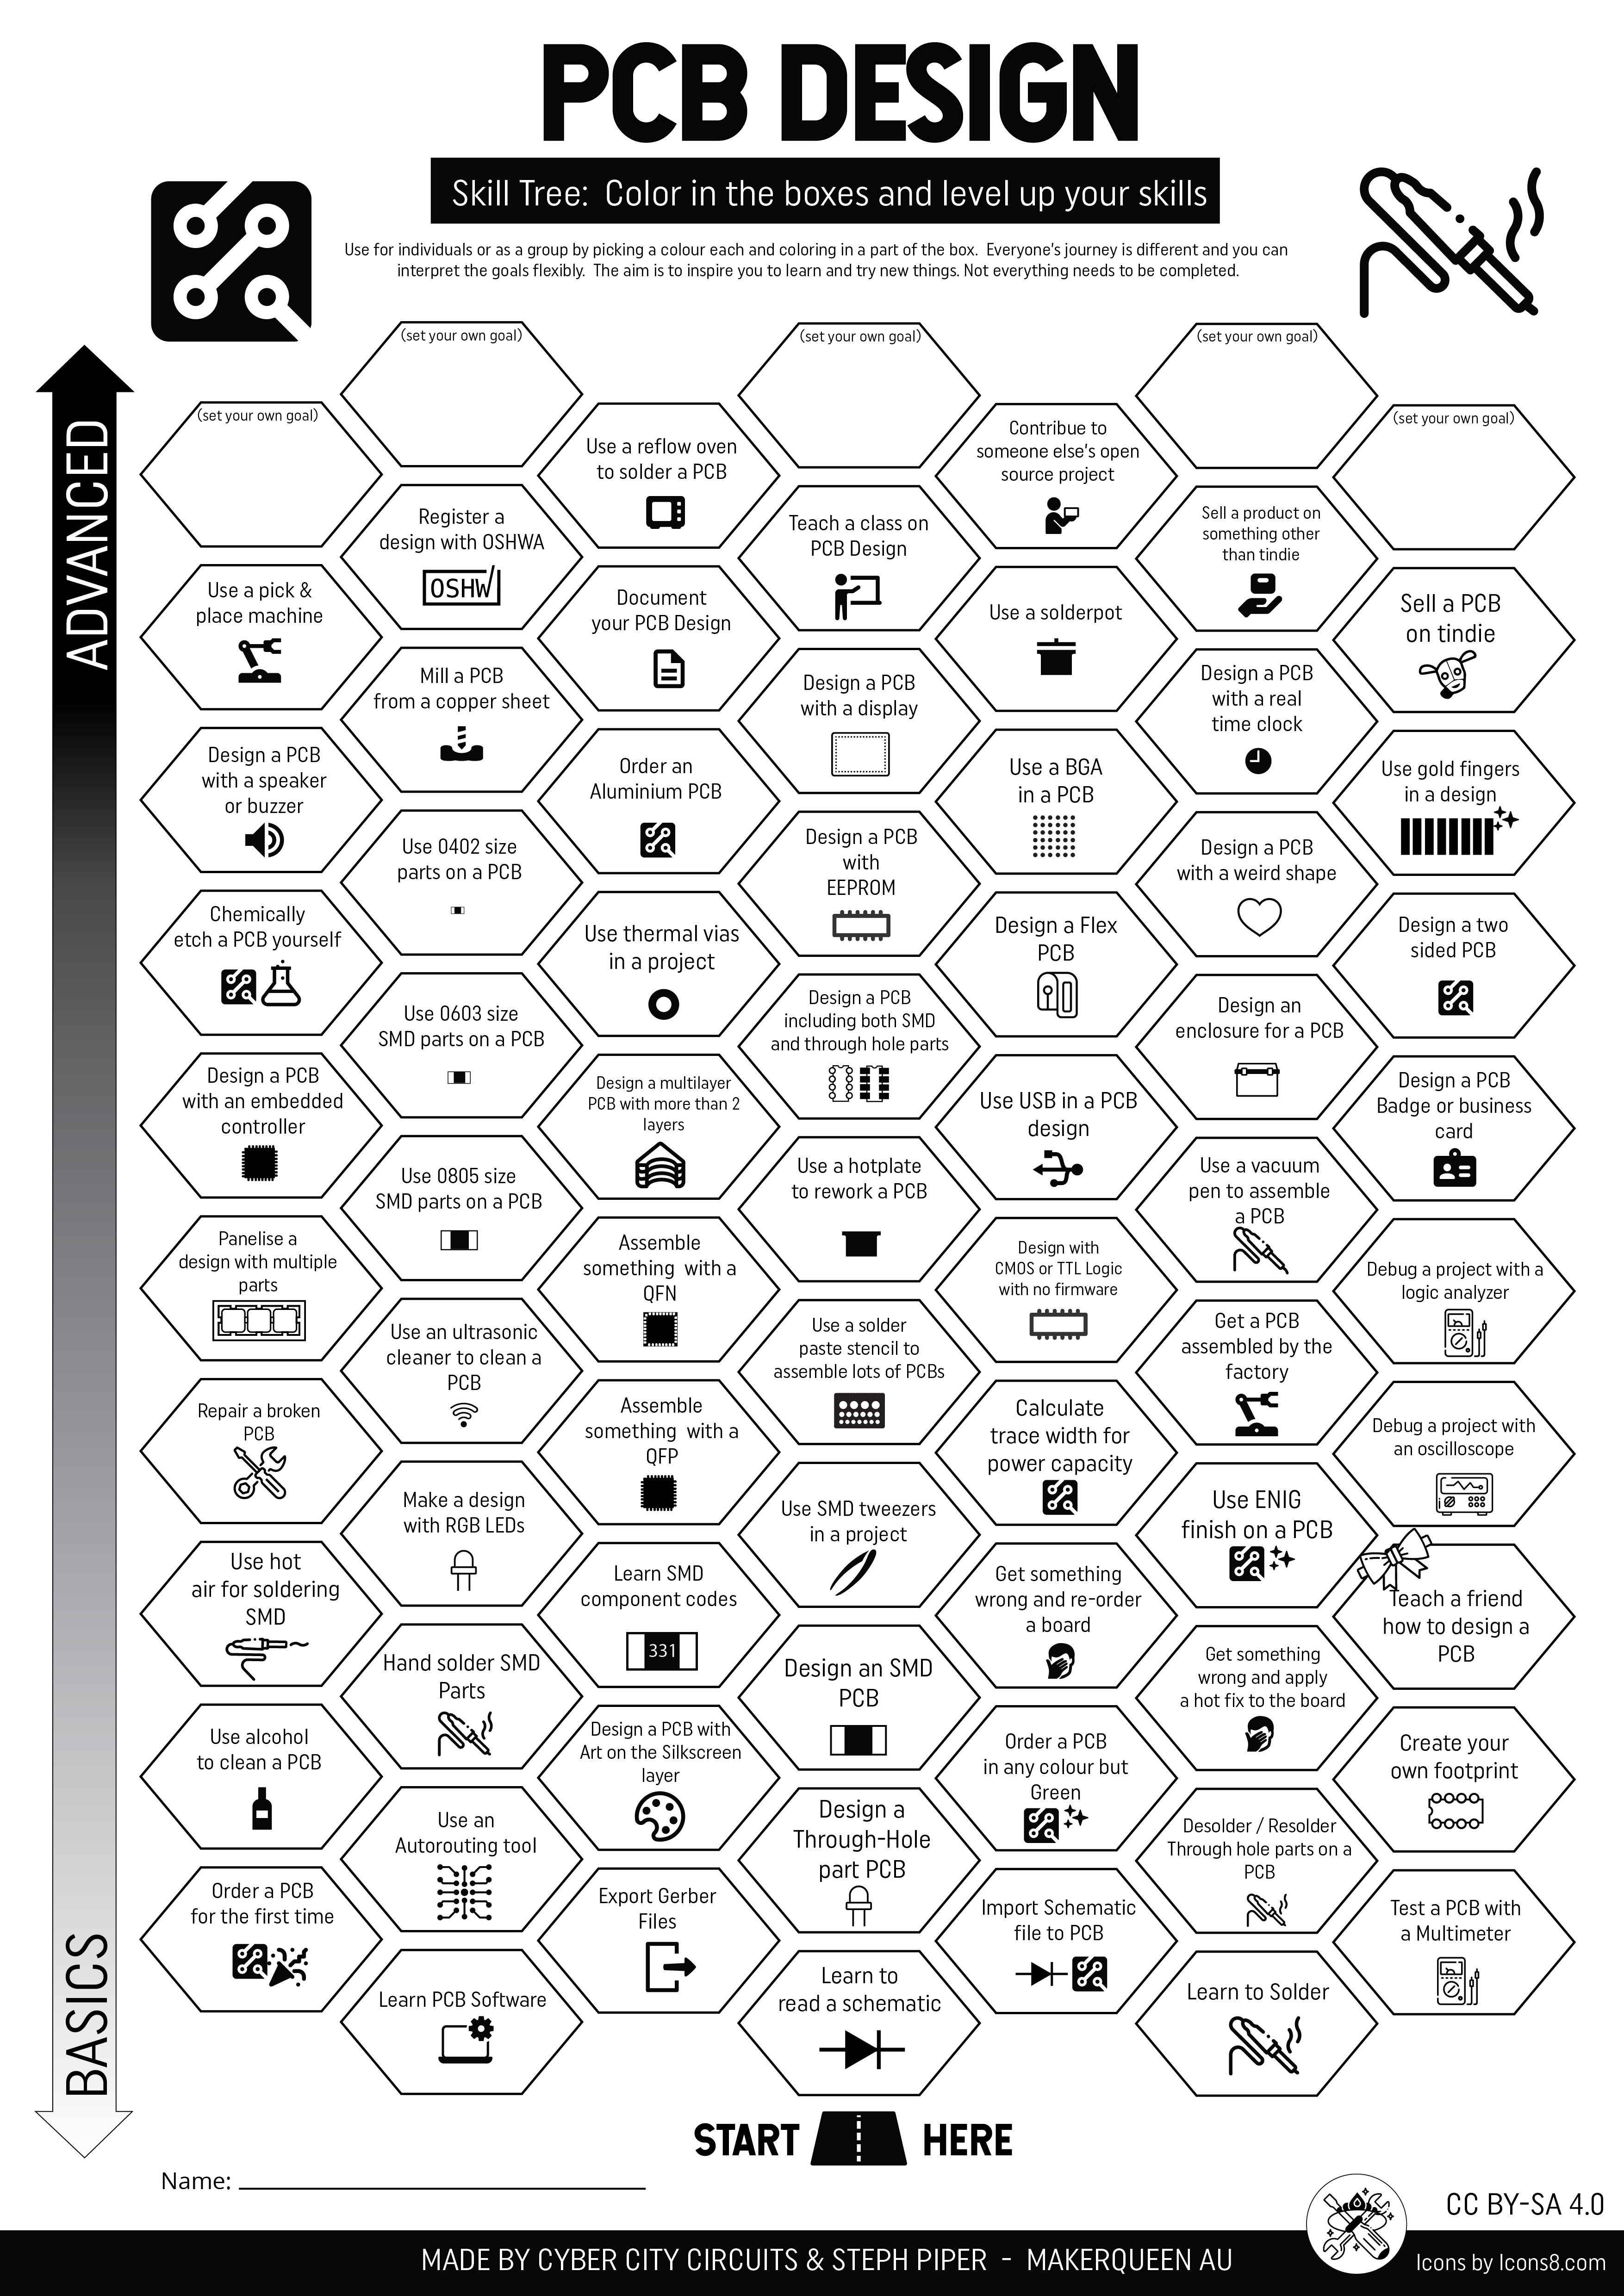 PCB DESIGN
Skill Tree:  Color in the boxes and level up your skills
Use for individuals or as a group by picking a colour each and coloring in a part of the box.  Everyone's journey is different and you can
interpret the goals flexibly.  The aim is to inspire you to learn and try new things. Not everything needs to be completed.
ADVANCED
BASICS
(set your own goal)
(set your own goal)
(set your own goal)
(set your own goal)
(set your own goal)
Use a reflow oven
to solder a PCB
Contribue to
someone else's open
source project
Register a
design with OSHWA
OSHW
Teach a class on
PCB Design
Sell a product on
something other
than tindie
Use a pick &
place machine
Document
your PCB Design
Use a solderpot
Sell a PCB
on tindie
Mill a PCB
from a copper sheet
Design a PCB
with a display
Design a PCB
with a real
time clock
Design a PCB
with a speaker
or buzzer
Order an
Aluminium PCB
Use a BGA
in a PCB
Use gold fingers
in a design
Use 0402 size
parts on a PCB
Design a PCB
with
EEPROM
Design a PCB
with a weird shape
Chemically
etch a PCB yourself
Use thermal vias
in a project
Design a Flex
PCB
Design a two
sided PCB
Use 0603 size
SMD parts on a PCB
Design a PCB
including both SMD
and through hole parts
Design an
enclosure for a PCB
Design a PCB
with an embedded
controller
Design a multilayer
PCB with more than 2
layers
Use USB in a PCB
design
Design a PCB
Badge or business
card
Use 0805 size
SMD parts on a PCB
Use a hotplate
to rework a PCB
Use a vacuum
pen to assemble
a PCB
Panelise a
design with multiple
parts
Assemble
something  with a
QFN
Design with
CMOS or TTL Logic
with no firmware
Debug a project with a
logic analyzer
Use an ultrasonic
cleaner to clean a
PCB
Use a solder
paste stencil to
assemble lots of PCBs
Get a PCB
assembled by the
factory
Repair a broken
PCB
Assemble
something  with a
QFP
Calculate
trace width for
power capacity
Debug a project with
an oscilloscope
Make a design
with RGB LEDs
Use SMD tweezers
in a project
Use ENIG
finish on a PCB
Use hot
air for soldering
SMD
Learn SMD
component codes
331
Get something
wrong and re-order
a board
Teach a friend
how to design a
PCB
Hand solder SMD
Parts
Design an SMD
PCB
Get something
wrong and apply
a hot fix to the board
Use alcohol
to clean a PCB
Design a PCB with
Art on the Silkscreen
layer
Order a PCB
in any colour but
Green
Create your
own footprint
Use an
Autorouting tool
Design a
Through-Hole
part PCB
Desolder / Resolder
Through hole parts on a
PCB
Order a PCB
for the first time
Export Gerber
Files
Import Schematic
file to PCB
Test a PCB with
a Multimeter
Learn PCB Software
Learn to
read a schematic
Learn to Solder
START HERE
Name:
CC BY-SA 4.0
MADE BY CYBER CITY CIRCUITS & STEPH PIPER  -  MAKERQUEEN AU
Icons by Icons8.com